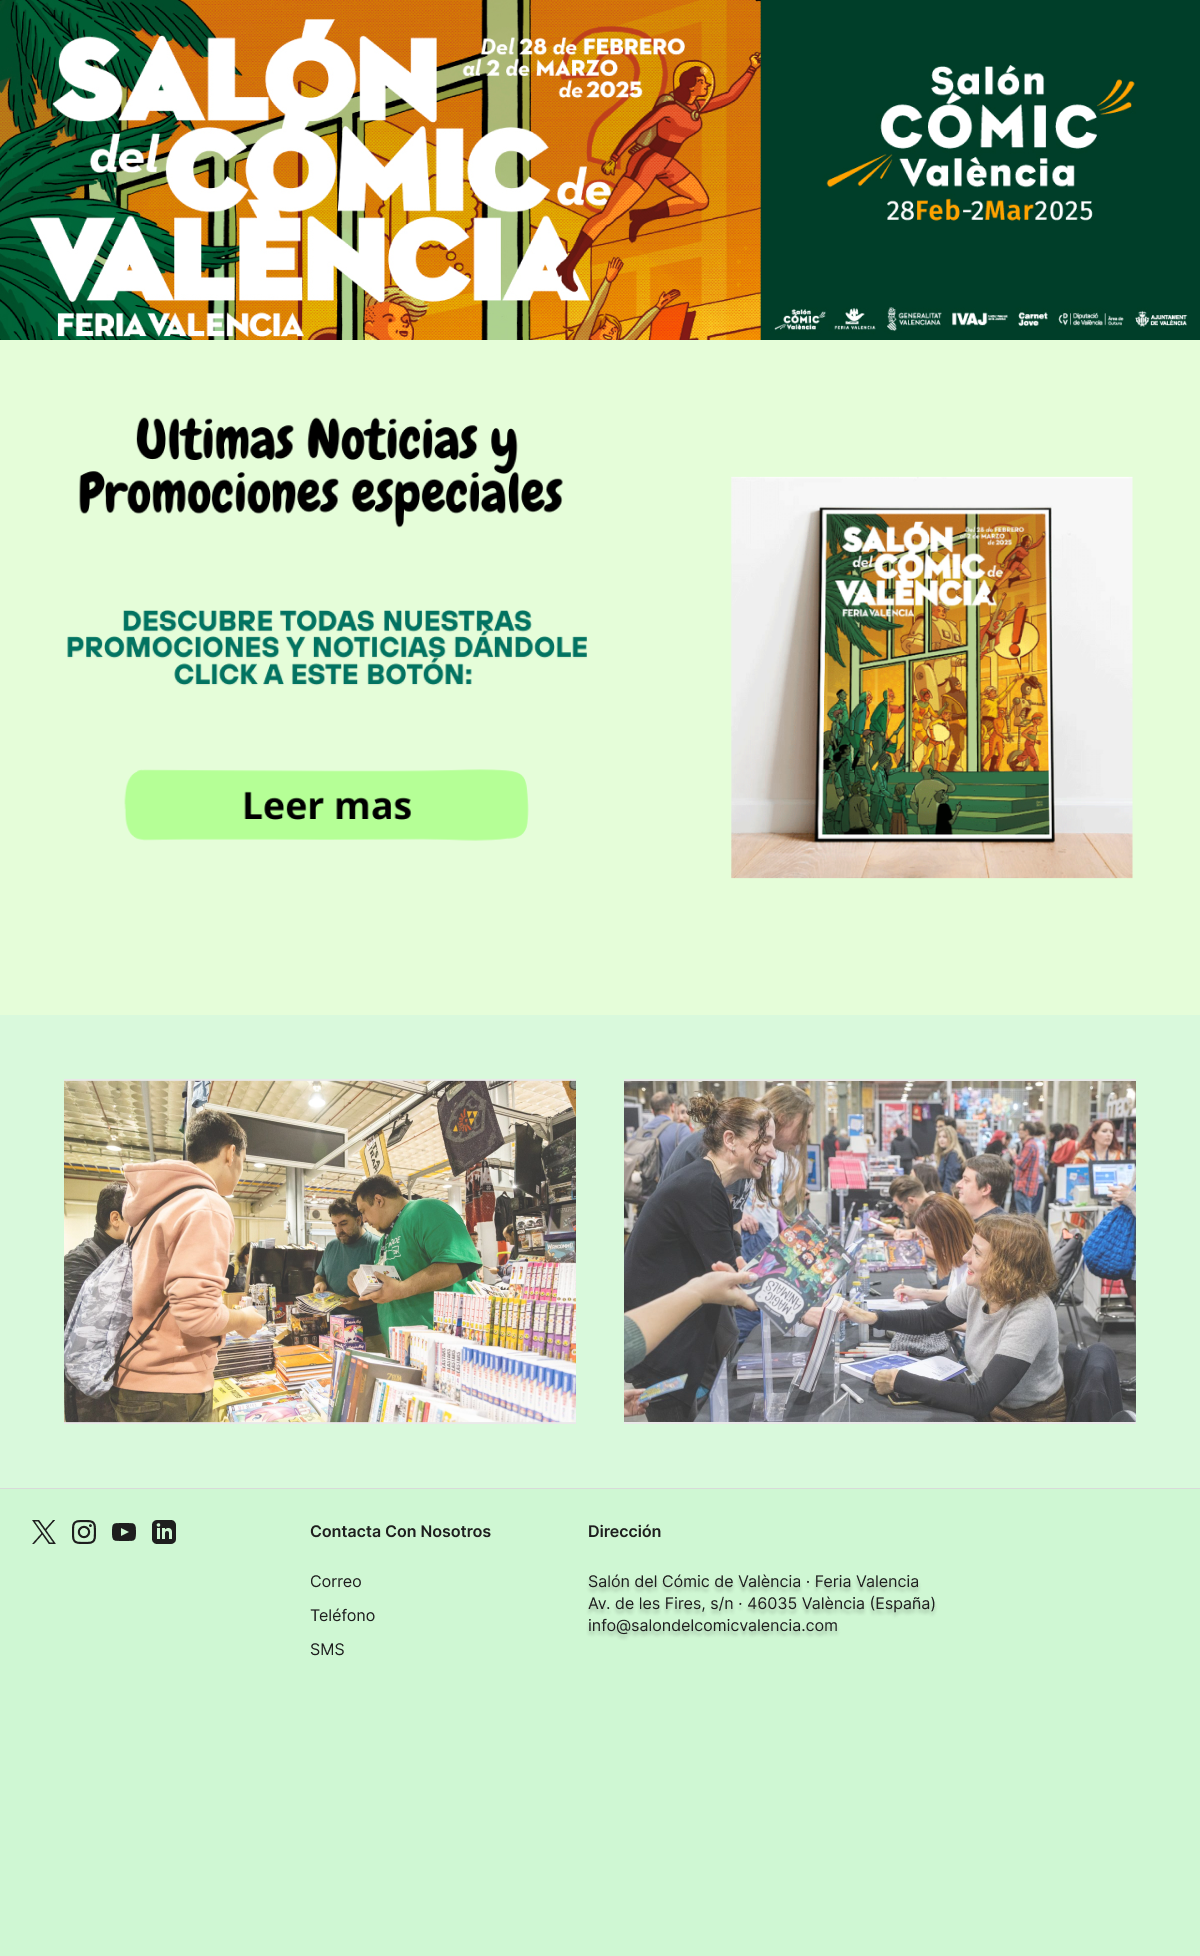 SALÓN
del CÓMIC de
VALÈNCIA
FERIA VALENCIA
Del 28 de FEBRERO
al 2 de MARZO
de 2025
Salón
CÓMIC
València
28Feb-2Mar2025
Salón
CÓMIC
València
FERIA VALENCIA
GENERALITAT
VALENCIANA
IVAJ
Carnet
Jove
Diputació
de València
Àrea de
Cultura
AJUNTAMENT
DE VALÈNCIA
Ultimas Noticias y
Promociones especiales
DESCUBRE TODAS NUESTRAS
PROMOCIONES Y NOTICIAS DÁNDOLE
CLICK A ESTE BOTÓN:
Leer mas
SALÓN
del CÓMIC de
VALÈNCIA
FERIA VALENCIA
Del 28 de FEBRERO
al 2 de MARZO
de 2025
Contacta Con Nosotros
Correo
Teléfono
SMS
Dirección
Salón del Cómic de València · Feria Valencia
Av. de les Fires, s/n · 46035 València (España)
info@salondelcomicvalencia.com